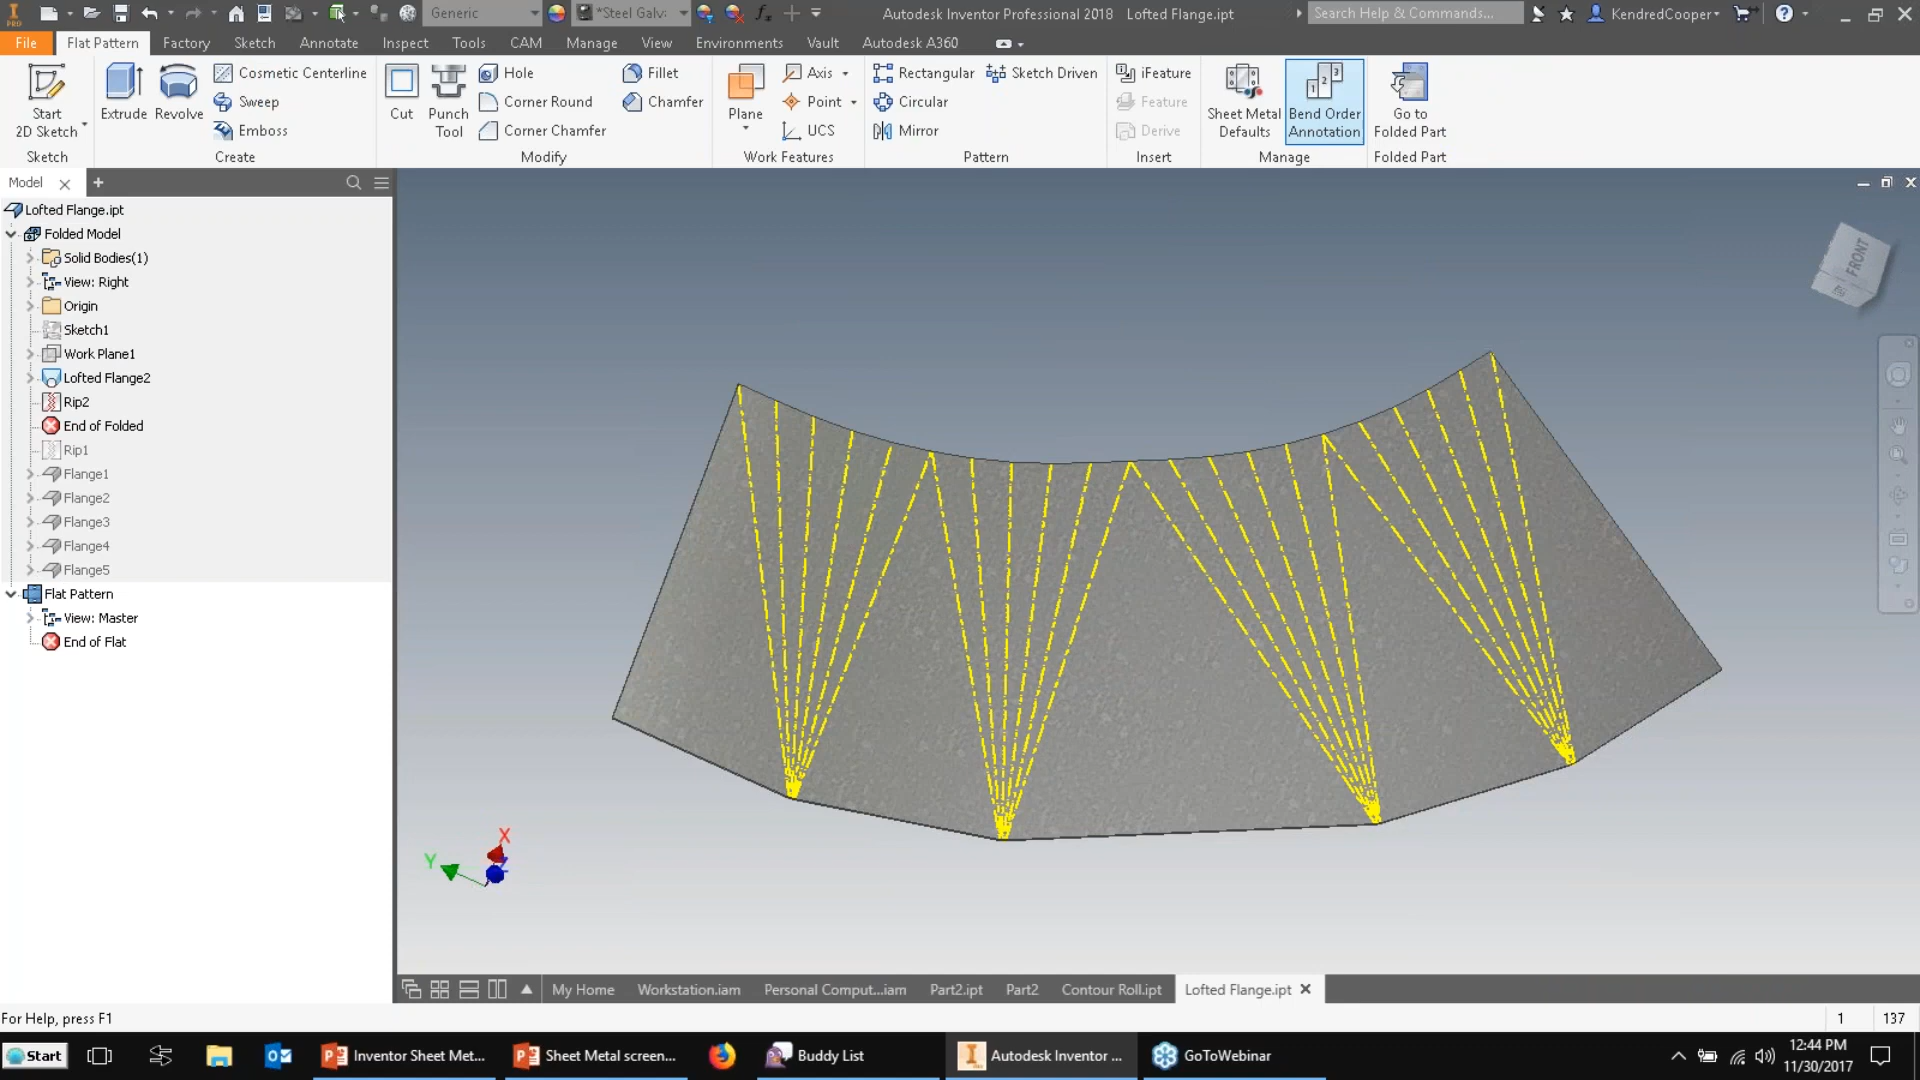 Generic
*Steel Galv:
Autodesk Inventor Professional 2018 Lofted Flange.ipt
Search Help & Commands...
KendredCooper
File
Flat Pattern
Factory
Sketch
Annotate
Inspect
Tools
CAM
Manage
View
Environments
Vault
Autodesk A360
Start
2D Sketch
Sketch
Extrude
Revolve
Cosmetic Centerline
Sweep
Emboss
Create
Cut
Punch
Tool
Hole
Corner Round
Corner Chamfer
Fillet
Chamfer
Modify
Plane
Axis
Point
UCS
Work Features
Rectangular
Circular
Mirror
Sketch Driven
Pattern
iFeature
Feature
Derive
Insert
Sheet Metal
Defaults
Bend Order
Annotation
Manage
Go to
Folded Part
Folded Part
Model
Lofted Flange.ipt
Folded Model
Solid Bodies(1)
View: Right
Origin
Sketch1
Work Plane1
Lofted Flange2
Rip2
End of Folded
Rip1
Flange1
Flange2
Flange3
Flange4
Flange5
Flat Pattern
View: Master
End of Flat
FRONT
X
Y
My Home
Workstation.iam
Personal Comput...iam
Part2.ipt
Part2
Contour Roll.ipt
Lofted Flange.ipt
For Help, press F1
1
137
Start
Inventor Sheet Met...
Sheet Metal screen...
Buddy List
Autodesk Inventor ...
GoToWebinar
12:44 PM
11/30/2017